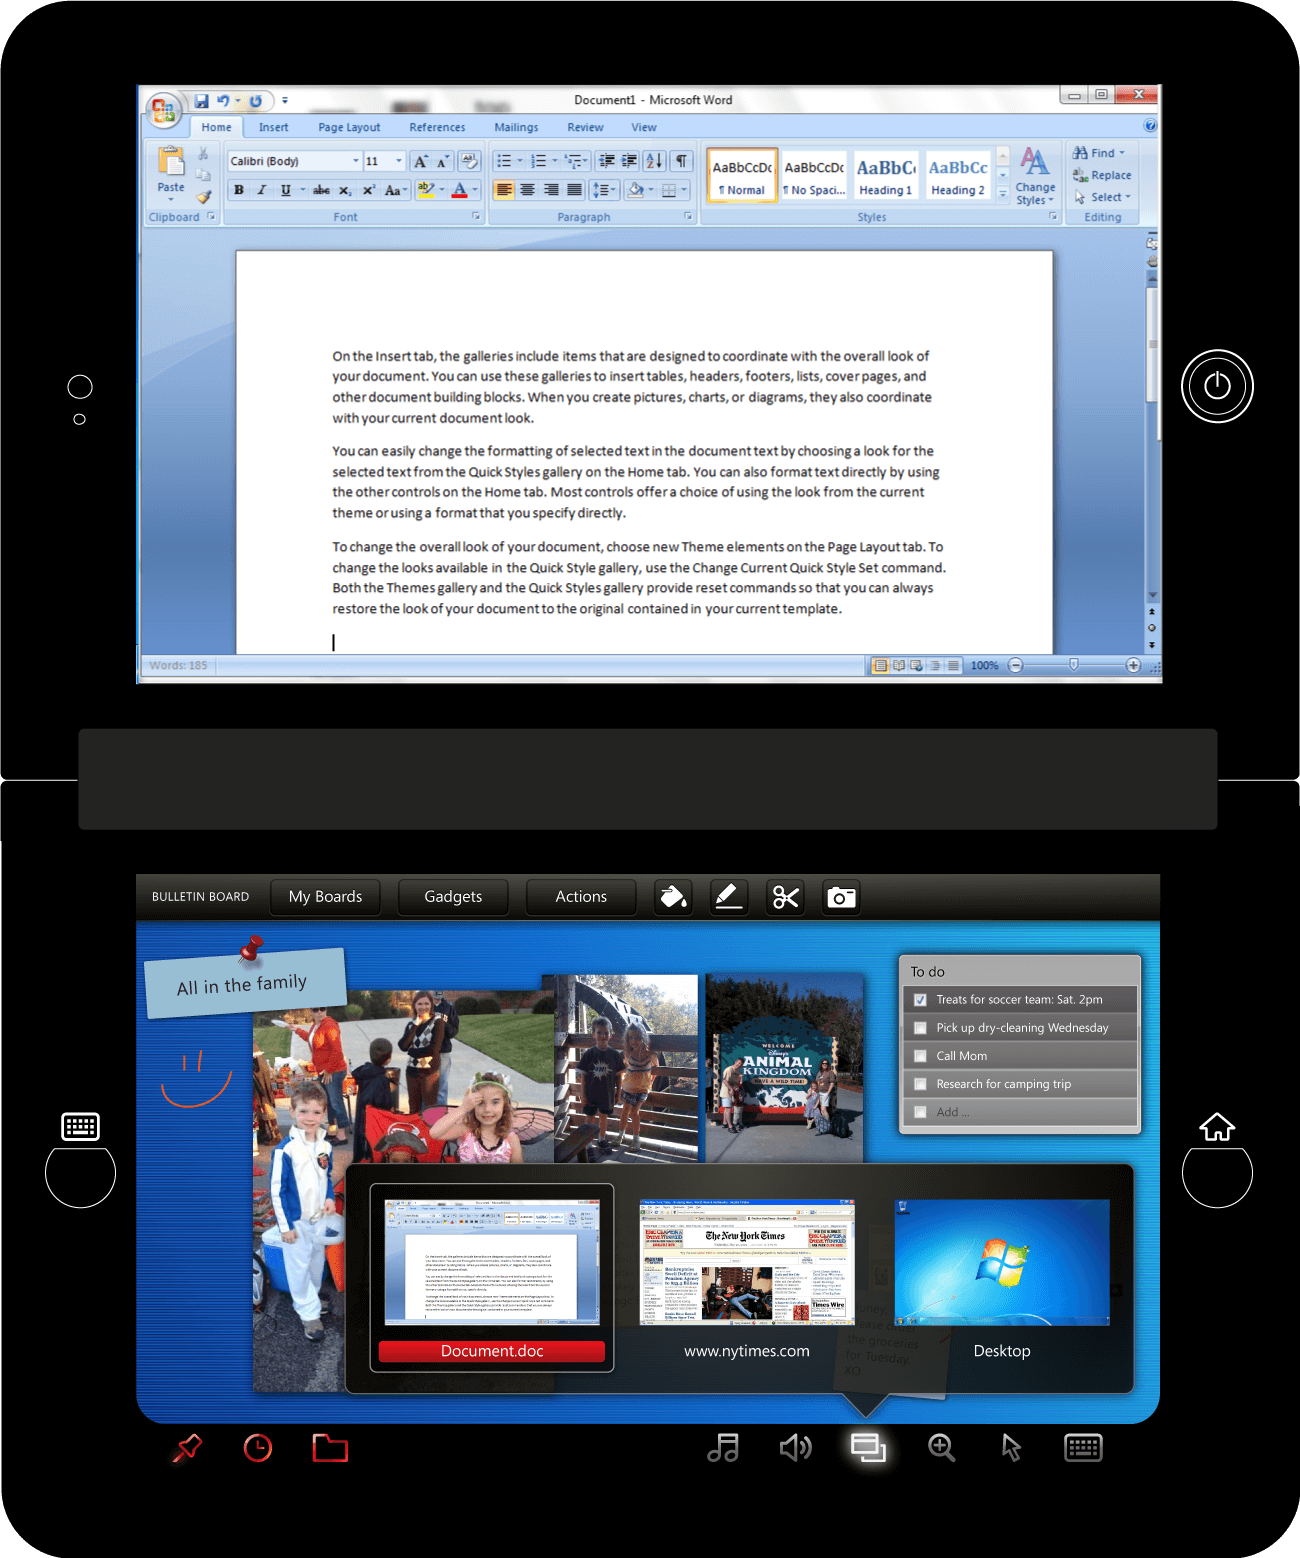 Document1 - Microsoft Word
Home Insert Page Layout References Mailings Review View
Calibri (Body) 11
AaBbCcDc AaBbCcDc AaBbC AaBbCc
Find
Replace
Select
Paste
¶ Normal ¶ No Spaci... Heading 1 Heading 2
Change
Styles
Clipboard Font Paragraph Styles Editing
On the Insert tab, the galleries include items that are designed to coordinate with the overall look of
your document. You can use these galleries to insert tables, headers, footers, lists, cover pages, and
other document building blocks. When you create pictures, charts, or diagrams, they also coordinate
with your current document look.
You can easily change the formatting of selected text in the document text by choosing a look for the
selected text from the Quick Styles gallery on the Home tab. You can also format text directly by using
the other controls on the Home tab. Most controls offer a choice of using the look from the current
theme or using a format that you specify directly.
To change the overall look of your document, choose new Theme elements on the Page Layout tab. To
change the looks available in the Quick Style gallery, use the Change Current Quick Style Set command.
Both the Themes gallery and the Quick Styles gallery provide reset commands so that you can always
restore the look of your document to the original contained in your current template.
Words: 185 100%
BULLETIN BOARD My Boards Gadgets Actions
All in the family
To do
Treats for soccer team: Sat. 2pm
Pick up dry-cleaning Wednesday
Call Mom
Research for camping trip
Add ...
WELCOME
Disney's
ANIMAL
KINGDOM
HAVE A WILD TIME!
The New York Times
Bankruptcies
Swell Deficit at
Pension Agency
Times Wire
the groceries
for Tuesday.
XO
Document.doc
www.nytimes.com
Desktop